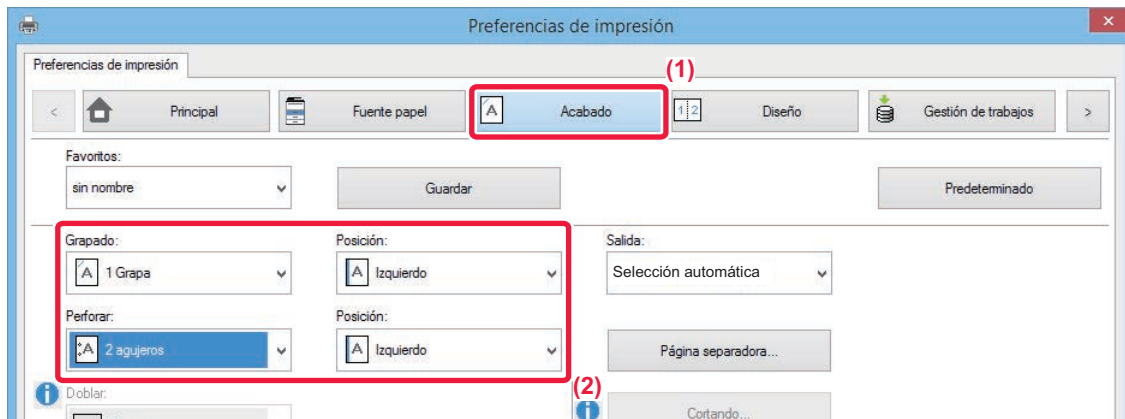 Preferencias de impresión
Preferencias de impresión
(1)
< Principal Fuente papel A Acabado 1 2 Diseño Gestión de trabajos >
Favoritos:
sin nombre Guardar Predeterminado
Grapado: Posición: Salida:
A 1 Grapa A Izquierdo Selección automática
Perforar: Posición:
A 2 agujeros A Izquierdo Página separadora...
(2)
Doblar:
Cortando...